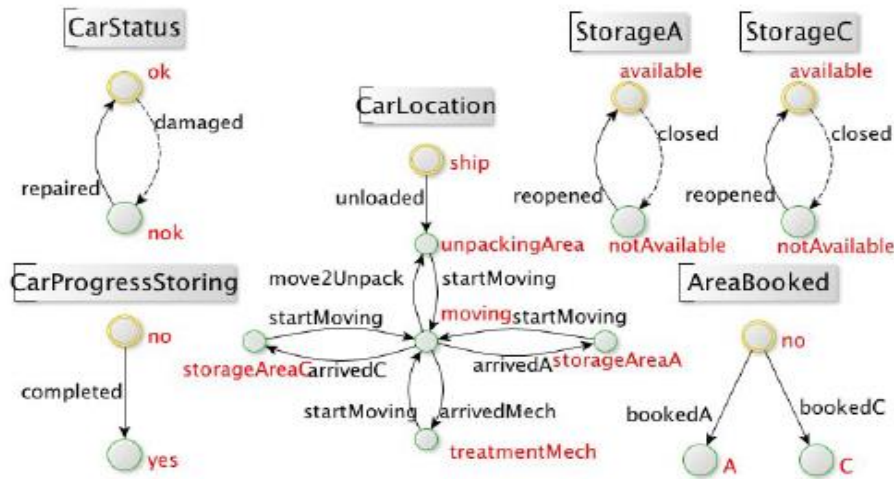 CarStatus
ok
damaged
repaired
nok
CarLocation
ship
unloaded
unpackingArea
move2Unpack
startMoving
startMoving
moving
startMoving
storageAreaC
arrivedC
arrivedA
storageAreaA
startMoving
arrivedMech
treatmentMech
StorageA
available
closed
reopened
notAvailable
StorageC
available
closed
reopened
notAvailable
CarProgressStoring
no
completed
yes
AreaBooked
no
bookedA
bookedC
A
C